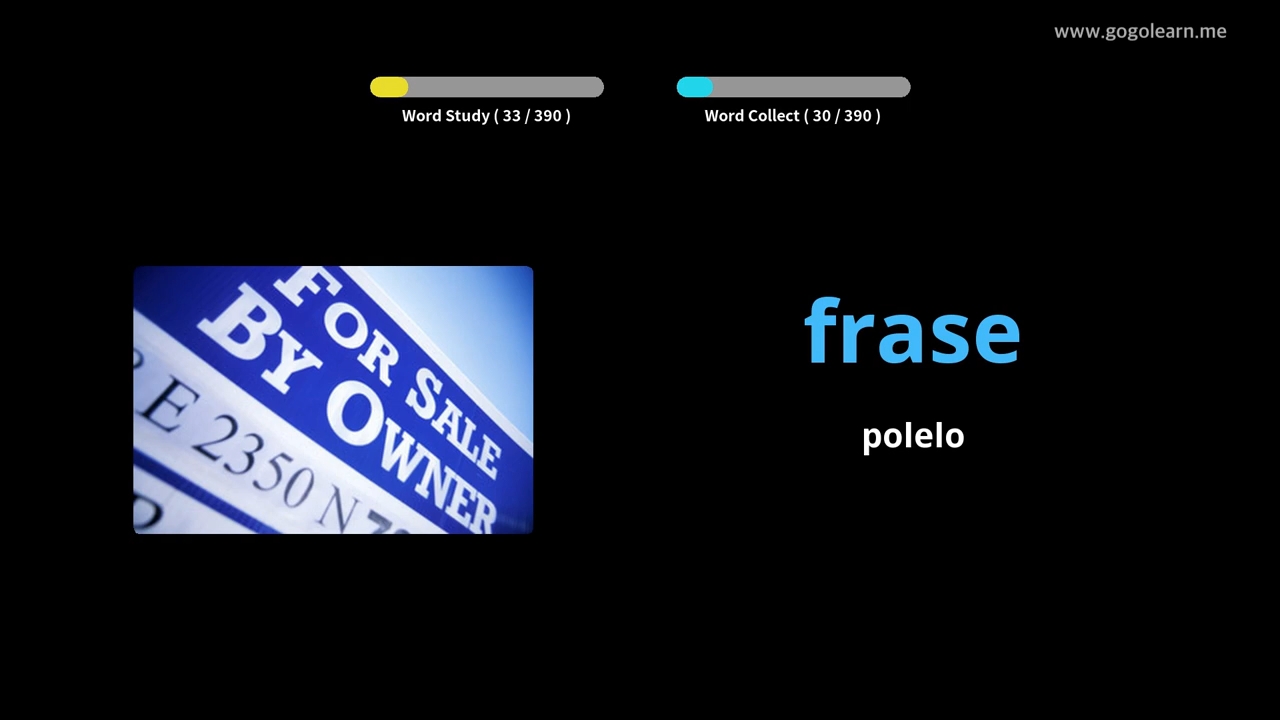 www.gogolearn.me
Word Study ( 33 / 390 )
Word Collect ( 30 / 390 )
FOR SALE
BY OWNER
E 2350 N
frase
polelo